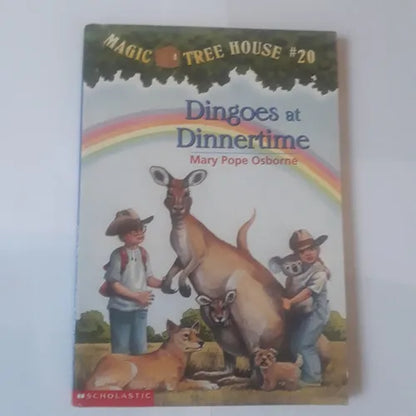 MAGIC TREE HOUSE #20
Dingoes at
Dinnertime
Mary Pope Osborne
SCHOLASTIC